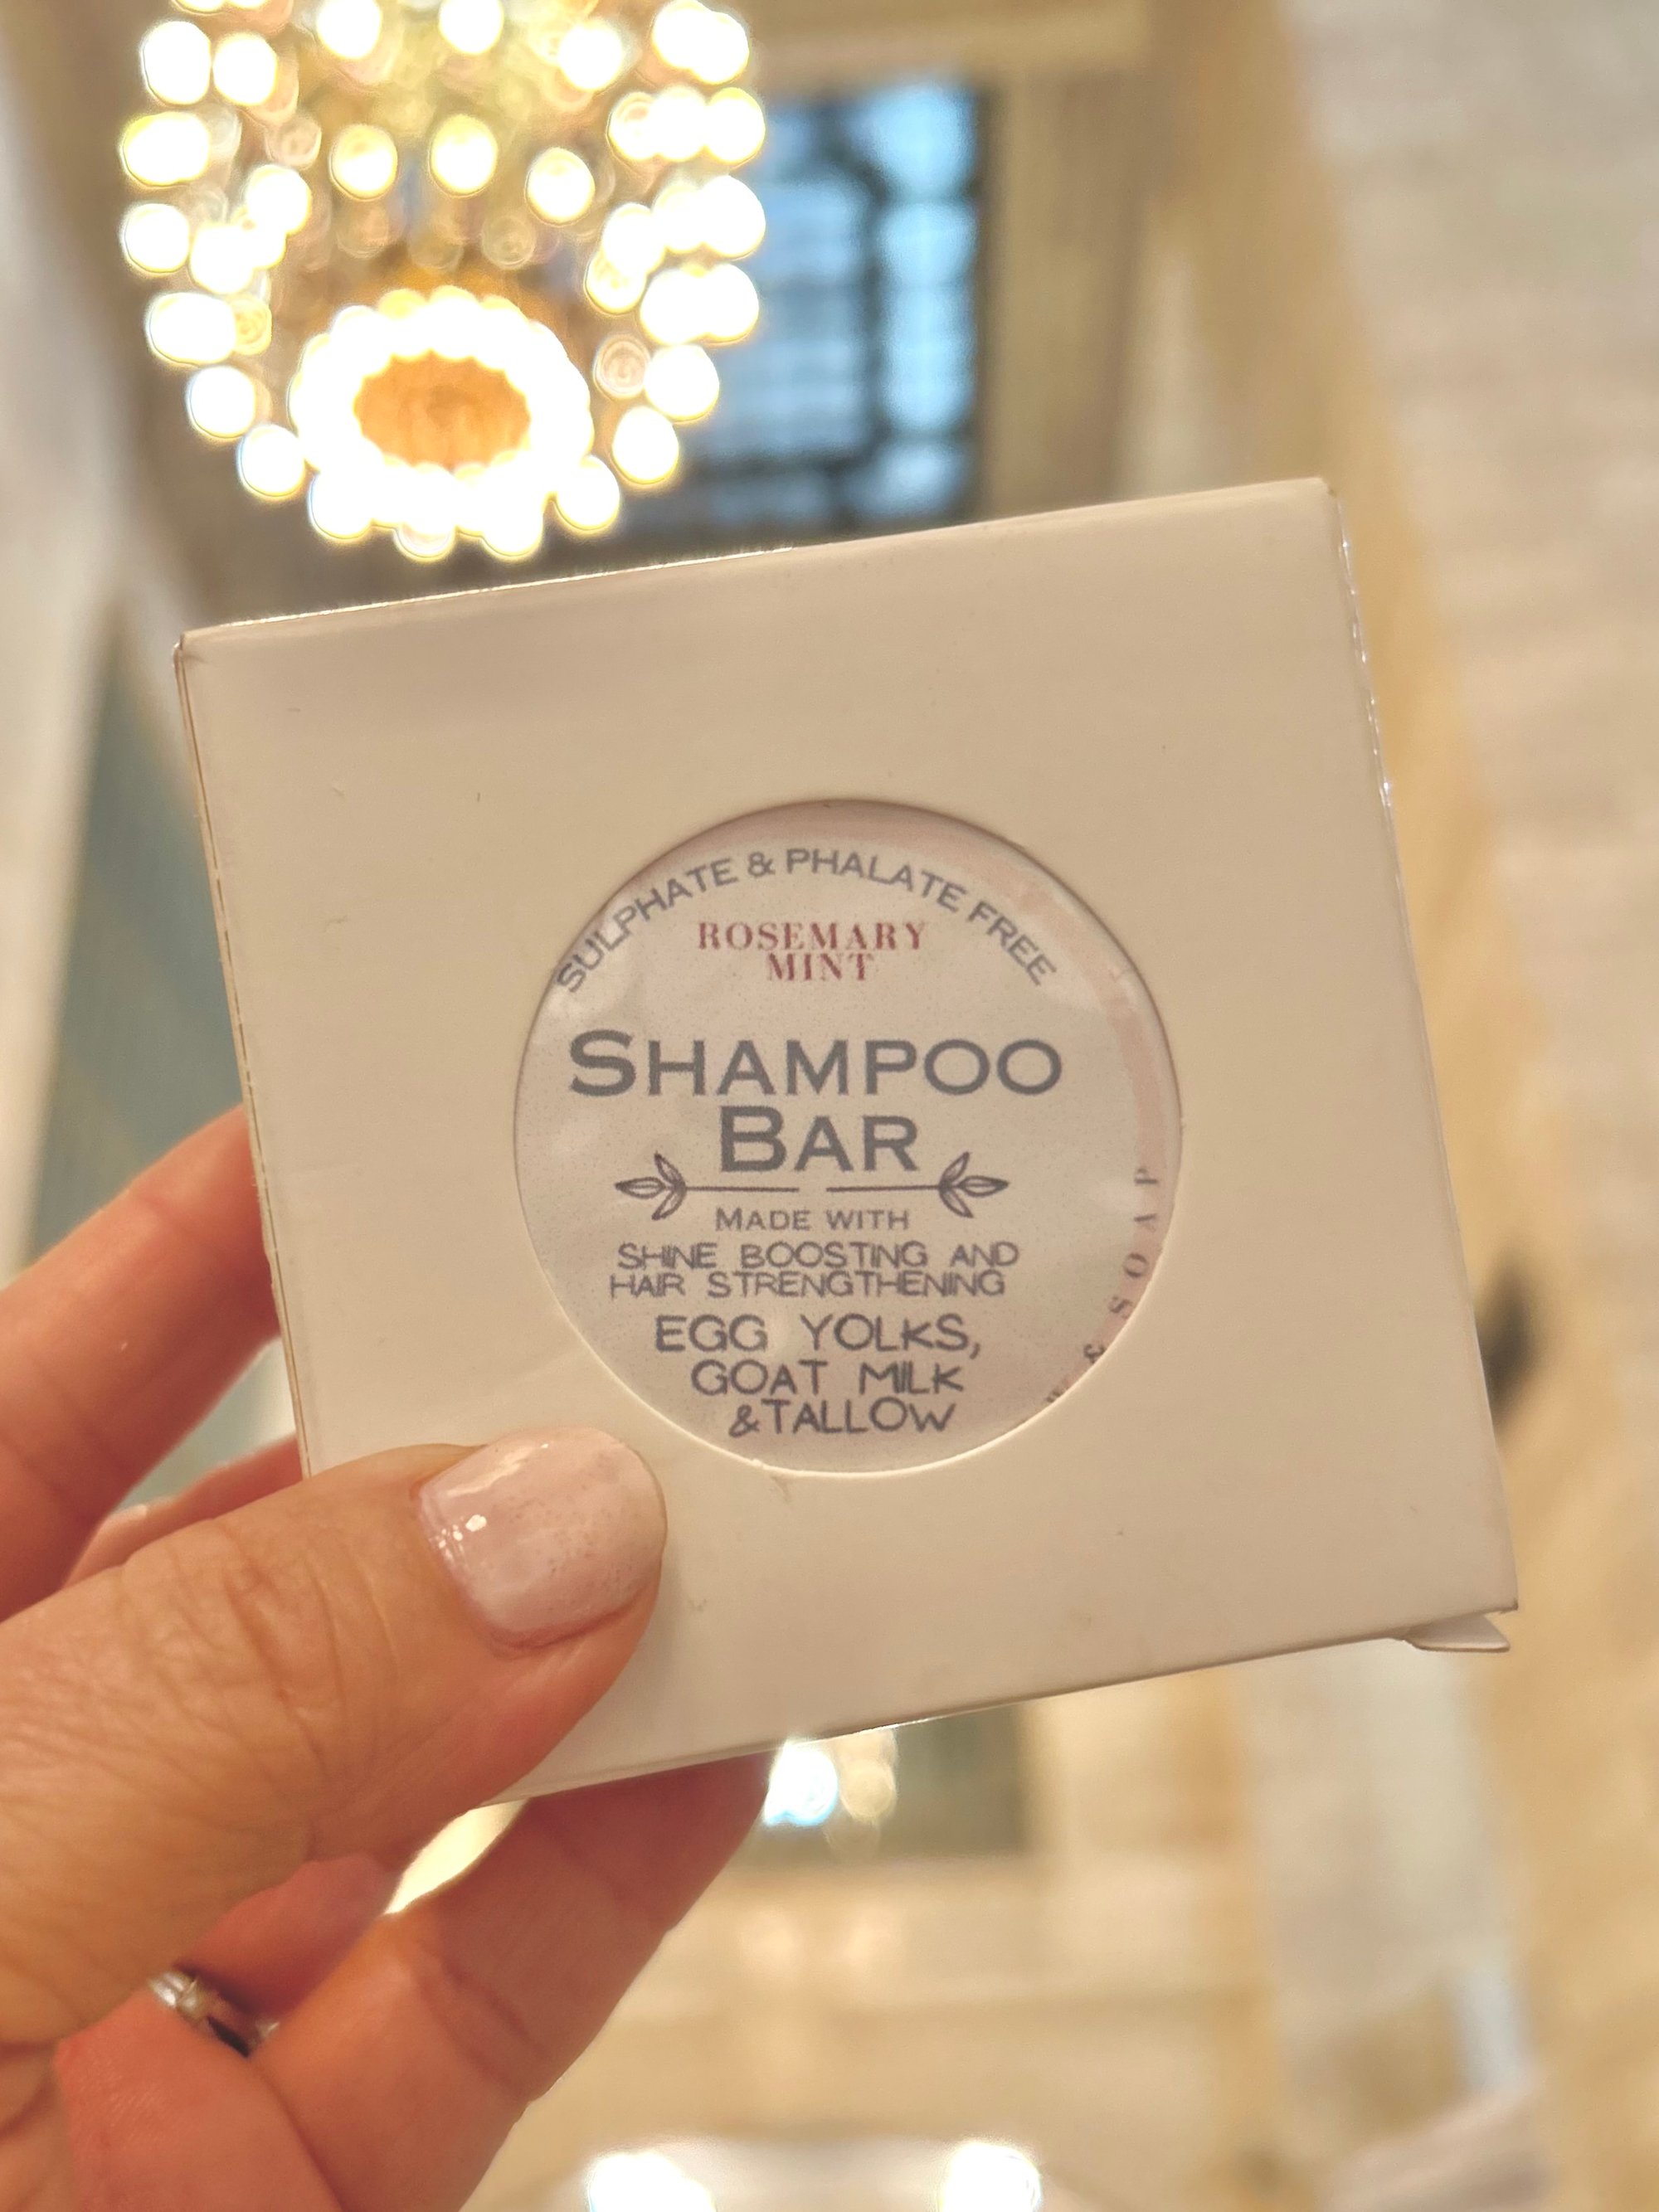 SULPHATE & PHALATE FREE
ROSEMARY
MINT
SHAMPOO
BAR
MADE WITH
SHINE BOOSTING AND
HAIR STRENGTHENING
EGG YOLKS,
GOAT MILK
&TALLOW
& SOAP